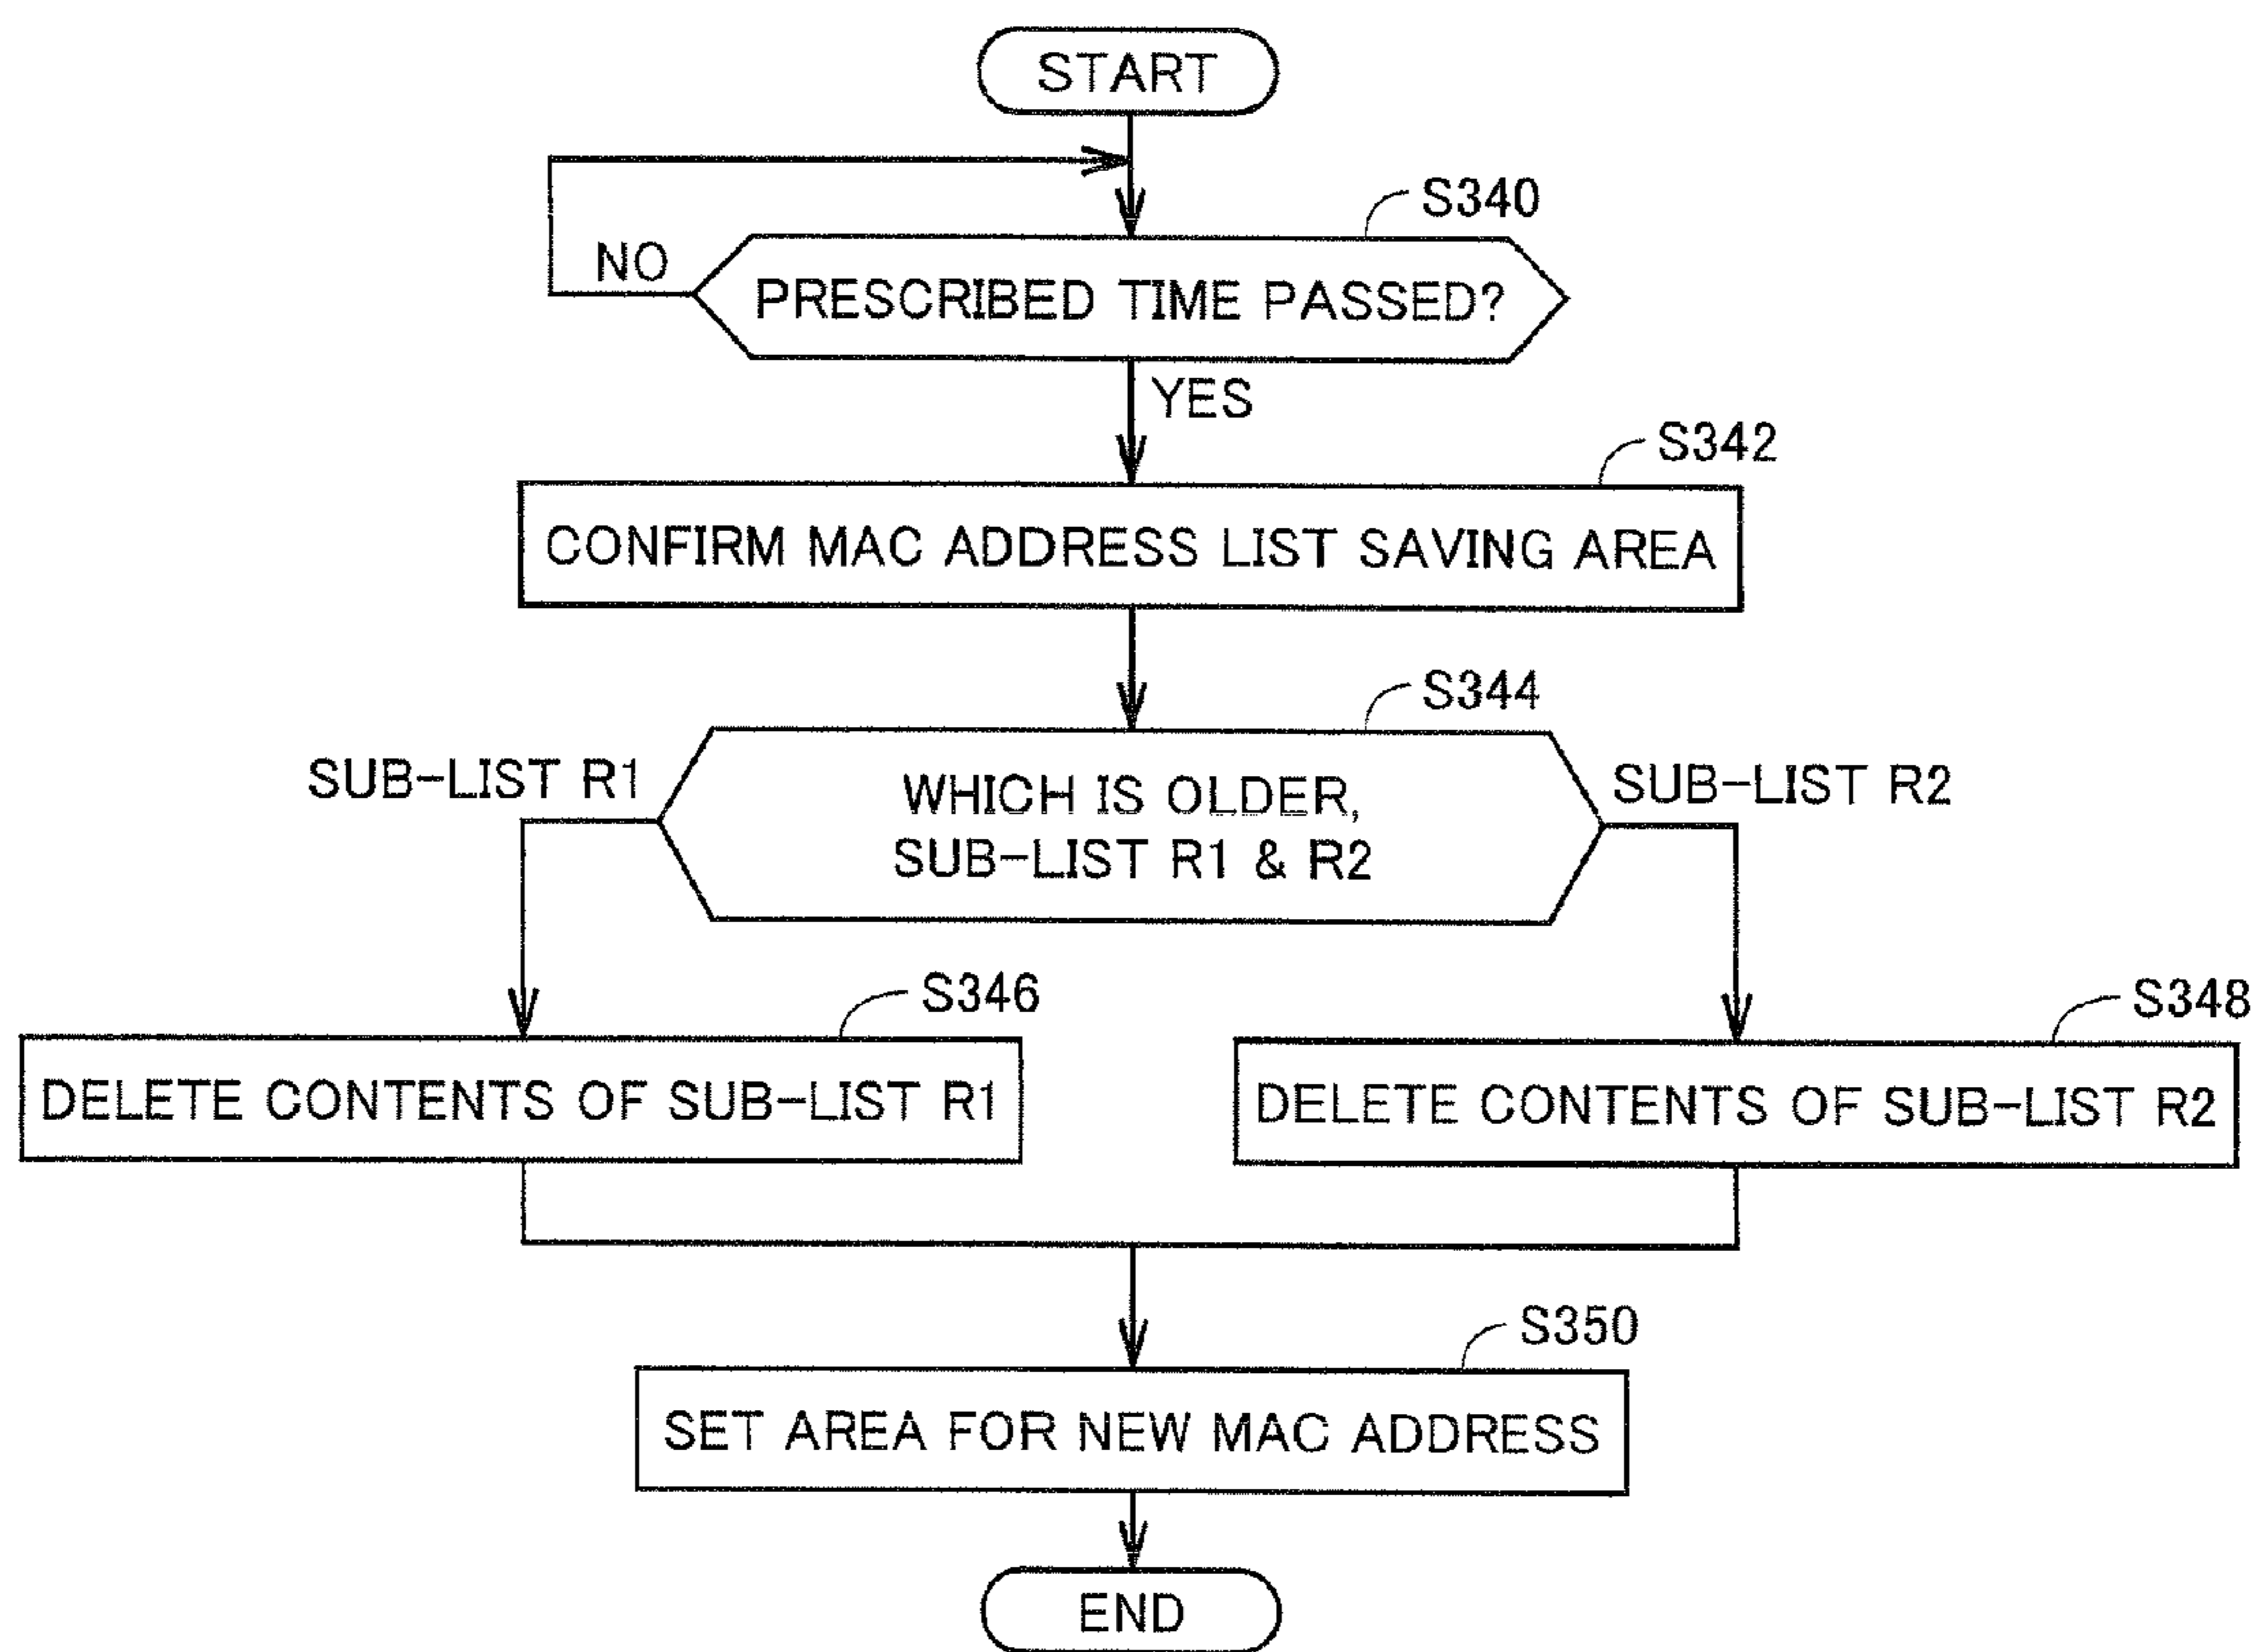 START
S340
NO
PRESCRIBED TIME PASSED?
YES
S342
CONFIRM MAC ADDRESS LIST SAVING AREA
S344
SUB-LIST R1
WHICH IS OLDER,
SUB-LIST R1 & R2
SUB-LIST R2
S346
S348
DELETE CONTENTS OF SUB-LIST R1
DELETE CONTENTS OF SUB-LIST R2
S350
SET AREA FOR NEW MAC ADDRESS
END